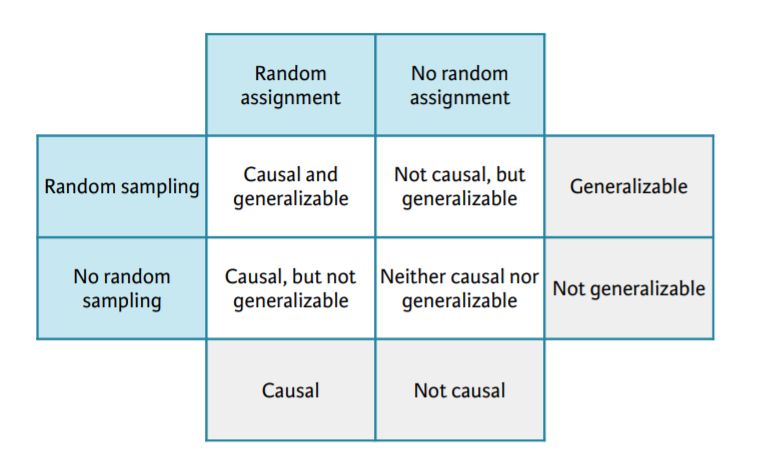 Random
assignment
No random
assignment
Random sampling
Causal and
generalizable
Not causal, but
generalizable
Generalizable
No random
sampling
Causal, but not
generalizable
Neither causal nor
generalizable
Not generalizable
Causal
Not causal